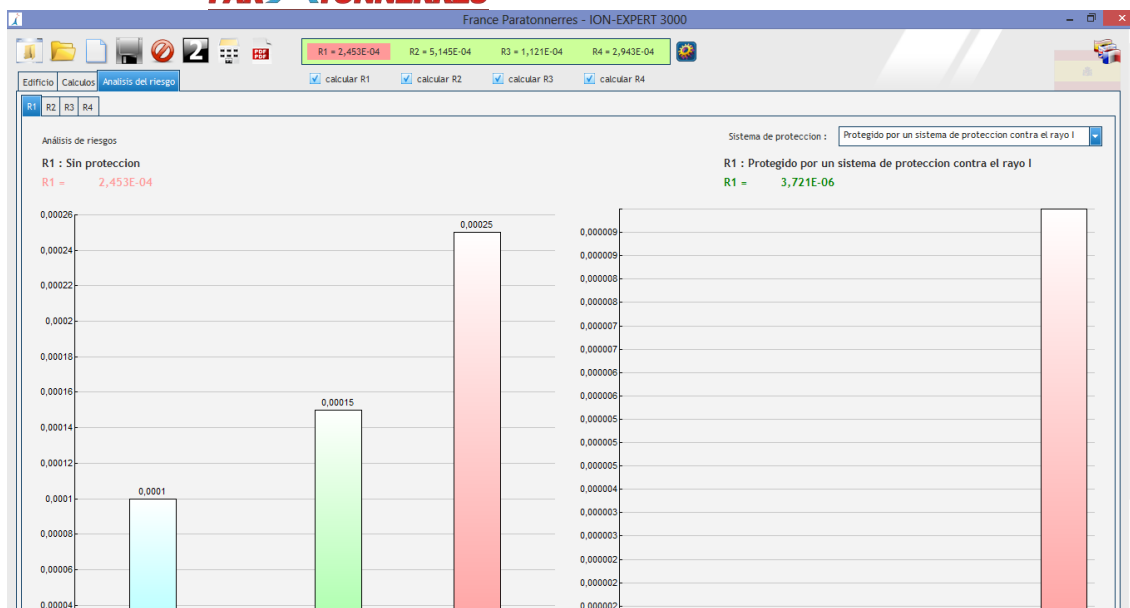 PARATONNERRES
France Paratonnerres - ION-EXPERT 3000
R1 = 2,453E-04 R2 = 5,145E-04 R3 = 1,121E-04 R4 = 2,943E-04
PDF
calcular R1 calcular R2 calcular R3 calcular R4
Edificio Calculos Analisis del riesgo
R1 R2 R3 R4
Análisis de riesgos
Sistema de proteccion : Protegido por un sistema de proteccion contra el rayo I
R1 : Sin proteccion
R1 = 2,453E-04
R1 : Protegido por un sistema de proteccion contra el rayo I
R1 = 3,721E-06
0,00026
0,00024
0,00022
0,0002
0,00018
0,00016
0,00014
0,00012
0,0001
0,00008
0,00006
0,00004
0,0001
0,00015
0,00025
0,000009
0,000009
0,000008
0,000008
0,000007
0,000007
0,000006
0,000006
0,000005
0,000005
0,000005
0,000004
0,000003
0,000003
0,000002
0,000002
0,000002